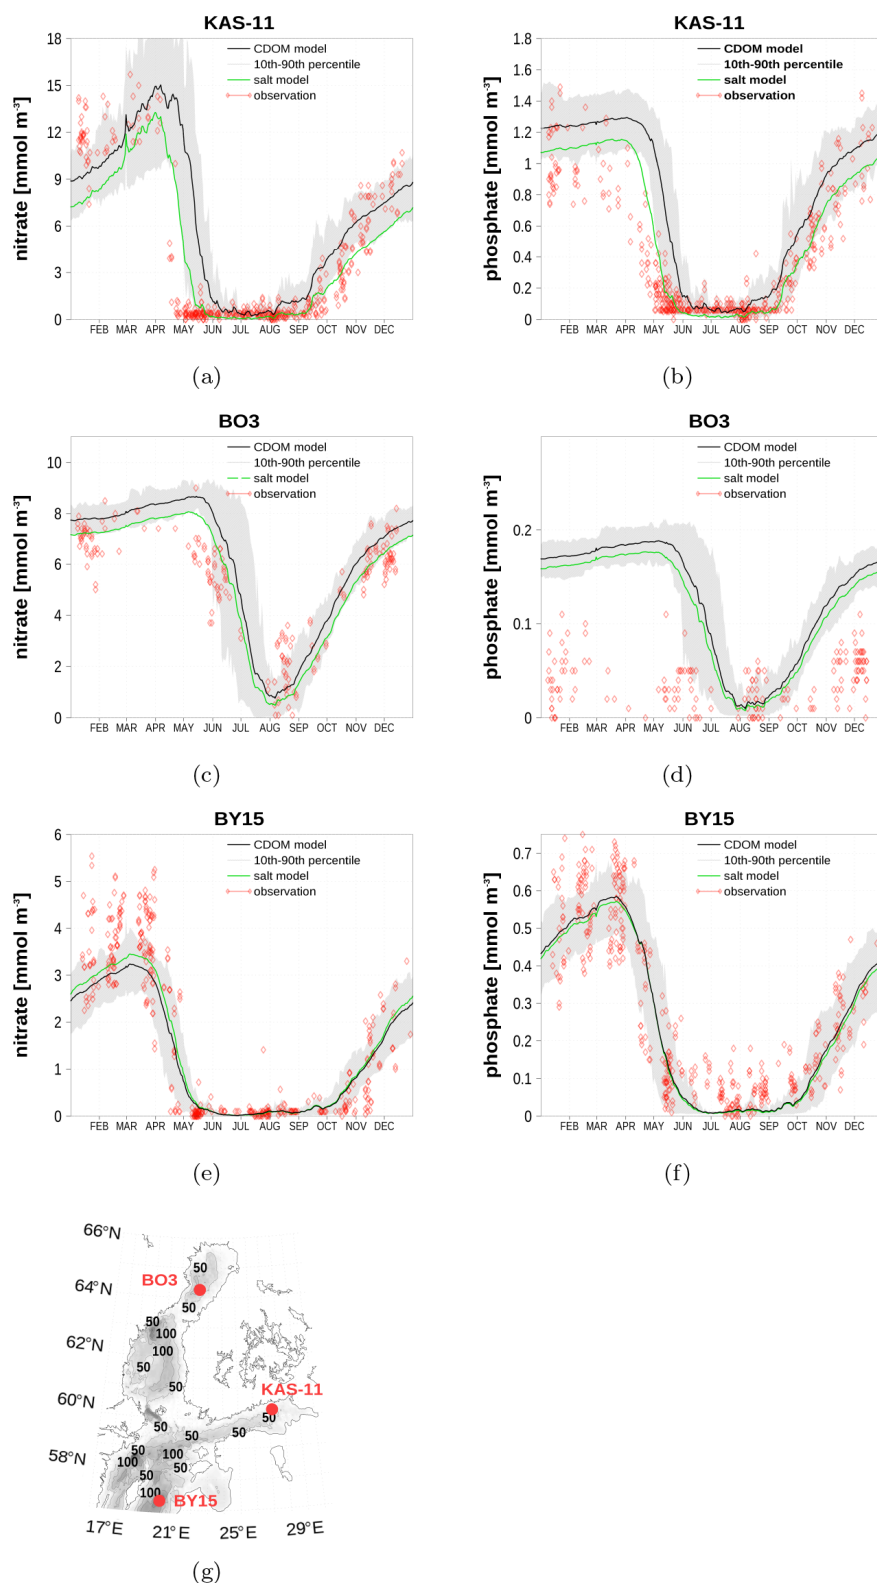 KAS-11
nitrate [mmol m⁻³]
18
15
12
9
6
3
0
CDOM model
10th-90th percentile
salt model
observation
FEB MAR APR MAY JUN JUL AUG SEP OCT NOV DEC
(a)
KAS-11
phosphate [mmol m⁻³]
1.8
1.6
1.4
1.2
1
0.8
0.6
0.4
0.2
0
CDOM model
10th-90th percentile
salt model
observation
FEB MAR APR MAY JUN JUL AUG SEP OCT NOV DEC
(b)
BO3
nitrate [mmol m⁻³]
10
8
6
4
2
0
CDOM model
10th-90th percentile
salt model
observation
FEB MAR APR MAY JUN JUL AUG SEP OCT NOV DEC
(c)
BO3
phosphate [mmol m⁻³]
0.2
0.1
0
CDOM model
10th-90th percentile
salt model
observation
FEB MAR APR MAY JUN JUL AUG SEP OCT NOV DEC
(d)
BY15
nitrate [mmol m⁻³]
6
5
4
3
2
1
0
CDOM model
10th-90th percentile
salt model
observation
FEB MAR APR MAY JUN JUL AUG SEP OCT NOV DEC
(e)
BY15
phosphate [mmol m⁻³]
0.7
0.6
0.5
0.4
0.3
0.2
0.1
0
CDOM model
10th-90th percentile
salt model
observation
FEB MAR APR MAY JUN JUL AUG SEP OCT NOV DEC
(f)
66°N
50
BO3
64°N
50
50
100
62°N
100
50
50
KAS-11
60°N
50
50
50
50
58°N
50
100
100
50
50
100
BY15
17°E 21°E 25°E 29°E
(g)